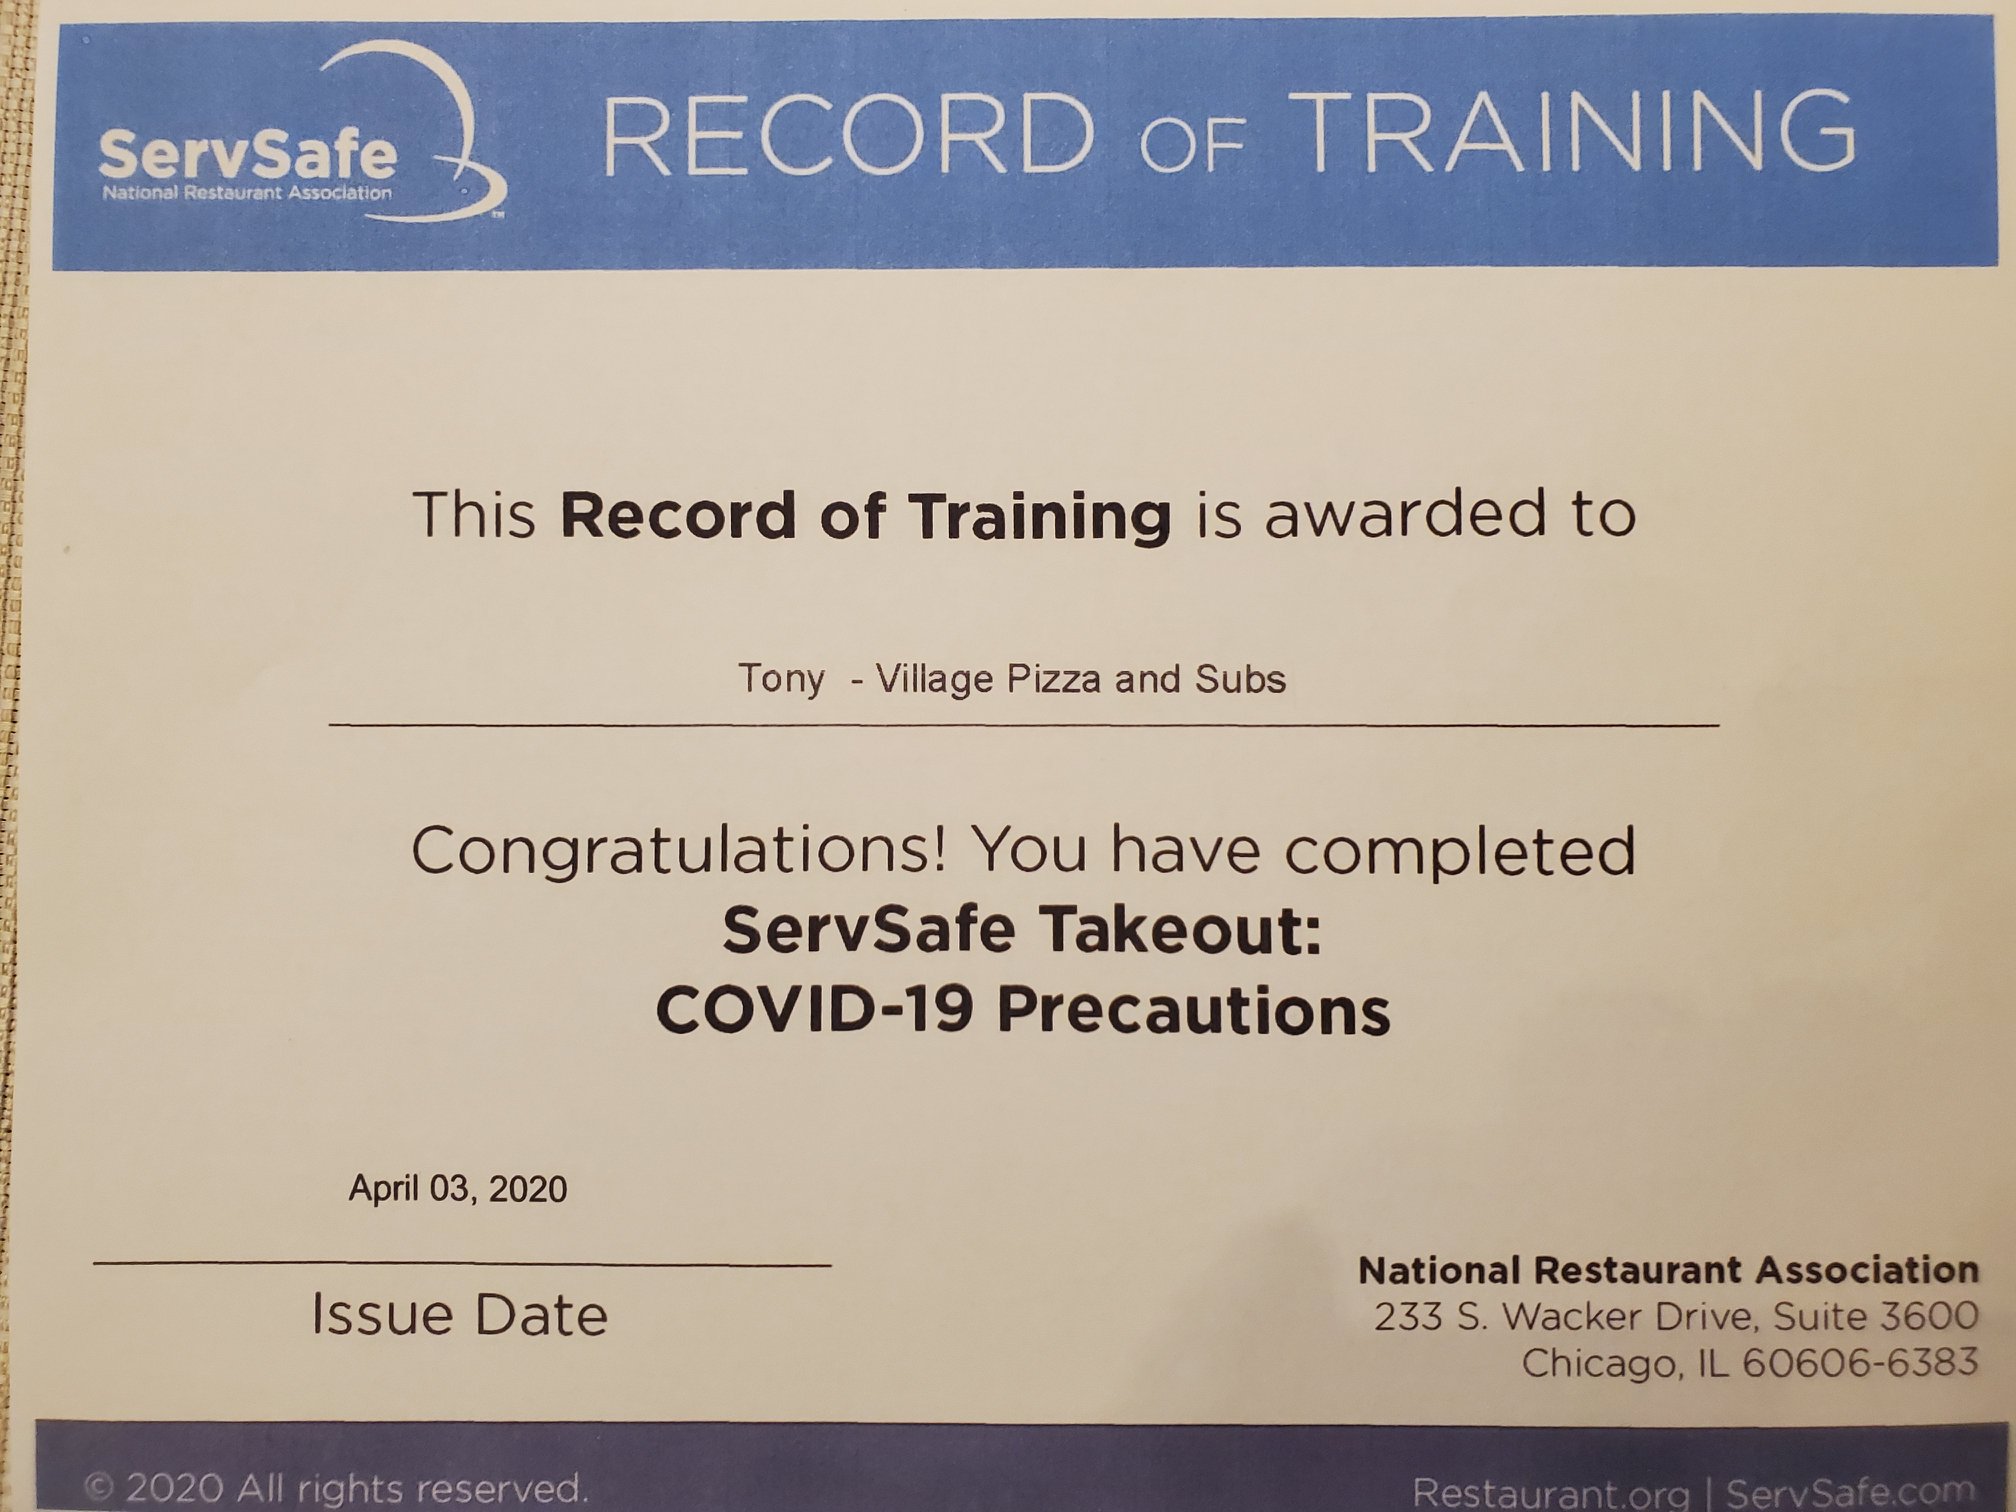 ServSafe
National Restaurant Association
™
RECORD OF TRAINING
This Record of Training is awarded to
Tony - Village Pizza and Subs
Congratulations! You have completed
ServSafe Takeout:
COVID-19 Precautions
April 03, 2020
Issue Date
National Restaurant Association
233 S. Wacker Drive, Suite 3600
Chicago, IL 60606-6383
© 2020 All rights reserved.
Restaurant.org | ServSafe.com